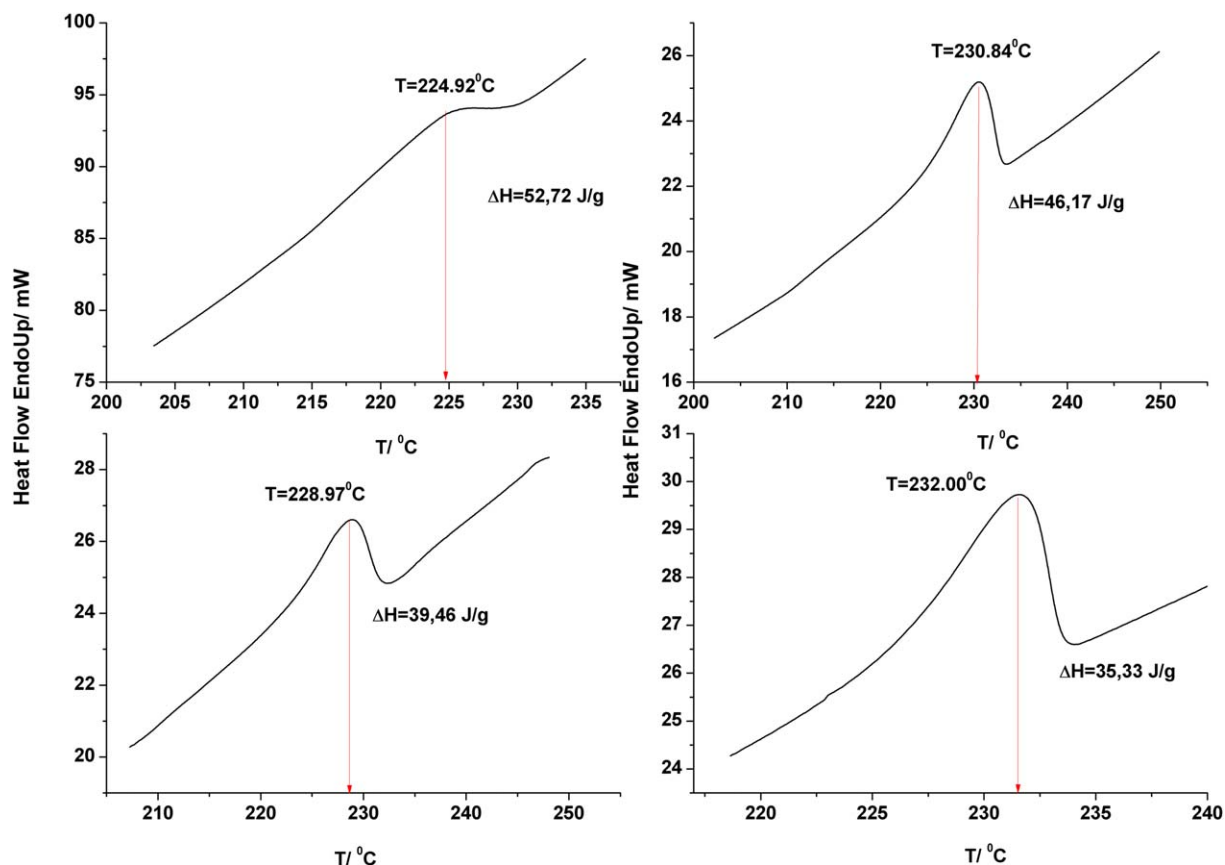 Heat Flow EndoUp/ mW
100
95
90
85
80
75
200 205 210 215 220 225 230 235
T=224.92⁰C
ΔH=52,72 J/g
T/ ⁰C
26
24
22
20
18
16
200 210 220 230 240 250
T=230.84⁰C
ΔH=46,17 J/g
T/ ⁰C
Heat Flow EndoUp/ mW
28
26
24
22
20
210 220 230 240 250
T=228.97⁰C
ΔH=39,46 J/g
T/ ⁰C
31
30
29
28
27
26
25
24
220 225 230 235 240
T=232.00⁰C
ΔH=35,33 J/g
T/ ⁰C